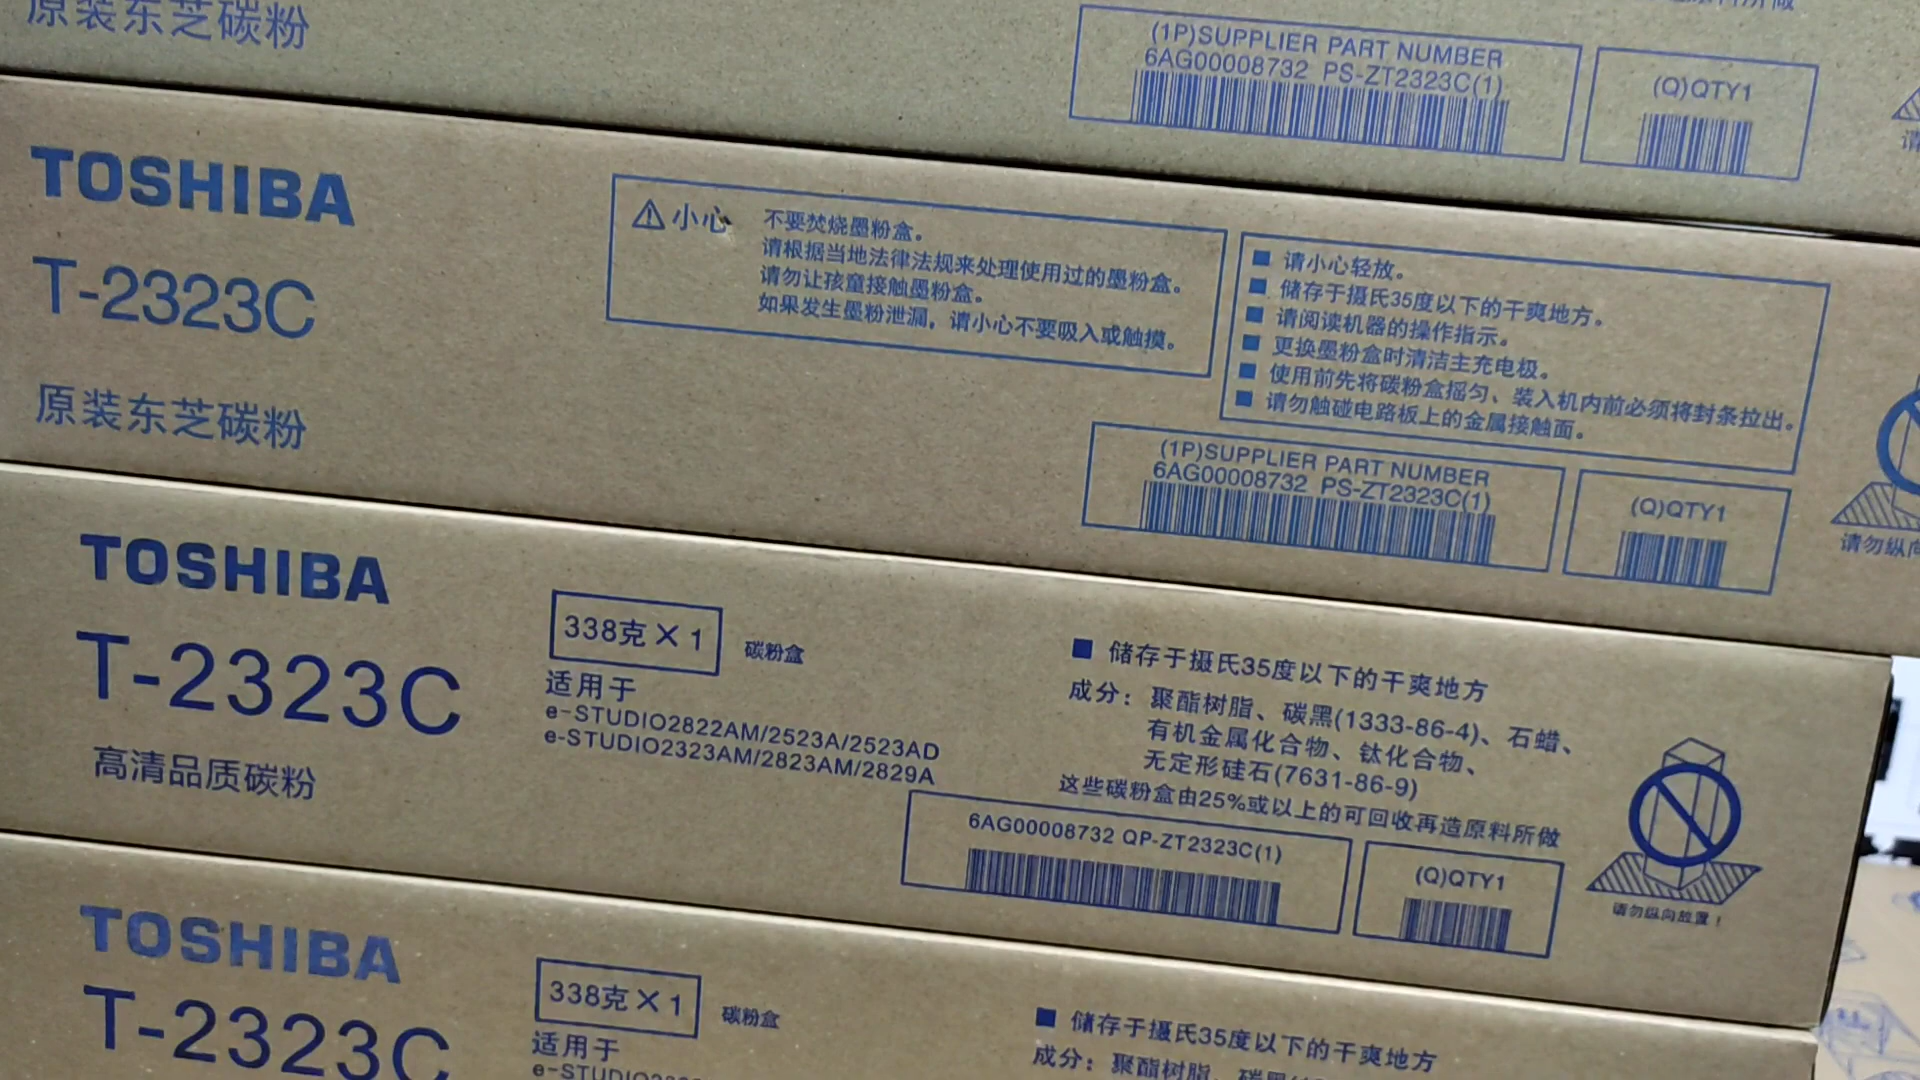 原装东芝碳粉
(1P)SUPPLIER PART NUMBER
6AG00008732 PS-ZT2323C(1)
(Q)QTY1
TOSHIBA
T-2323C
原装东芝碳粉
小心
不要焚烧墨粉盒。
请根据当地法律法规来处理使用过的墨粉盒。
请勿让孩童接触墨粉盒。
如果发生墨粉泄漏，请小心不要吸入或触摸。
■ 请小心轻放。
■ 储存于摄氏35度以下的干爽地方。
■ 请阅读机器的操作指示。
■ 更换墨粉盒时清洁主充电极。
■ 使用前先将碳粉盒摇匀、装入机内前必须将封条拉出。
■ 请勿触碰电路板上的金属接触面。
(1P)SUPPLIER PART NUMBER
6AG00008732 PS-ZT2323C(1)
(Q)QTY1
请勿纵向
TOSHIBA
T-2323C
高清品质碳粉
338克×1
碳粉盒
适用于
e-STUDIO2822AM/2523A/2523AD
e-STUDIO2323AM/2823AM/2829A
■ 储存于摄氏35度以下的干爽地方
成分：聚酯树脂、碳黑(1333-86-4)、石蜡、
有机金属化合物、钛化合物、
无定形硅石(7631-86-9)
这些碳粉盒由25%或以上的可回收再造原料所做
6AG00008732 QP-ZT2323C(1)
(Q)QTY1
请勿纵向放置！
TOSHIBA
T-2323C
338克×1
碳粉盒
适用于
■ 储存于摄氏35度以下的干爽地方
成分：聚酯树脂、碳黑